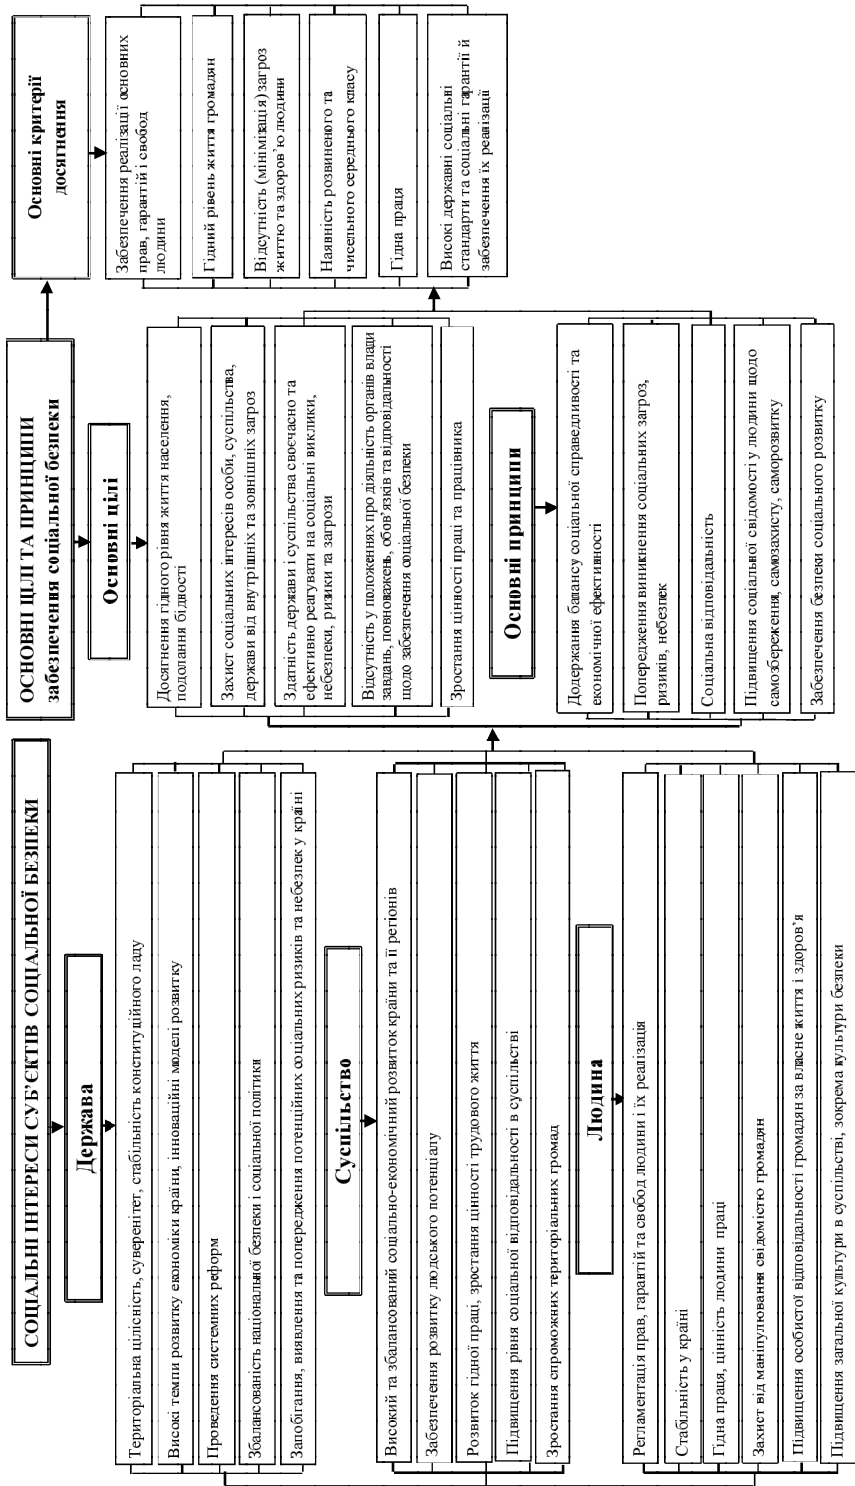 СОЦІАЛЬНІ ІНТЕРЕСИ СУБ'ЄКТІВ СОЦІАЛЬНОЇ БЕЗПЕКИ
Держава
Територіальна цілісність, суверенітет, стабільність конституційного ладу
Високі темпи розвитку економіки країни, інноваційні моделі розвитку
Проведення системних реформ
Збалансованість національної безпеки і соціальної політики
Запобігання, виявлення та попередження потенційних соціальних ризиків та небезпек у країні
Суспільство
Високий та збалансований соціально-економічний розвиток країни та її регіонів
Забезпечення розвитку людського потенціалу
Розвиток гідної праці, зростання цінності трудового життя
Підвищення рівня соціальної відповідальності в суспільстві
Зростання спроможних територіальних громад
Людина
Регламентація прав, гарантій та свобод людини і їх реалізація
Стабільність у країні
Гідна праця, цінність людини праці
Захист від маніпулювання свідомістю громадян
Підвищення особистої відповідальності громадян за власне життя і здоров'я
Підвищення загальної культури в суспільстві, зокрема культури безпеки
ОСНОВНІ ЦІЛІ ТА ПРИНЦИПИ
забезпечення соціальної безпеки
Основні цілі
Досягнення гідного рівня життя населення,
подолання бідності
Захист соціальних інтересів особи, суспільства,
держави від внутрішніх та зовнішніх загроз
Здатність держави і суспільства своєчасно та
ефективно реагувати на соціальні виклики,
небезпеки, ризики та загрози
Відсутність у положеннях про діяльність органів влади
завдань, повноважень, обов'язків та відповідальності
щодо забезпечення соціальної безпеки
Зростання цінності праці та працівника
Основні принципи
Додержання балансу соціальної справедливості та
економічної ефективності
Попередження виникнення соціальних загроз,
ризиків, небезпек
Соціальна відповідальність
Підвищення соціальної свідомості у людини щодо
самозбереження, самозахисту, саморозвитку
Забезпечення безпеки соціального розвитку
Основні критерії
досягнення
Забезпечення реалізації основних
прав, гарантій і свобод
людини
Гідний рівень життя громадян
Відсутність (мінімізація) загроз
життю та здоров'ю людини
Наявність розвиненого та
чисельного середнього класу
Гідна праця
Високі державні соціальні
стандарти та соціальні гарантії й
забезпечення їх реалізації